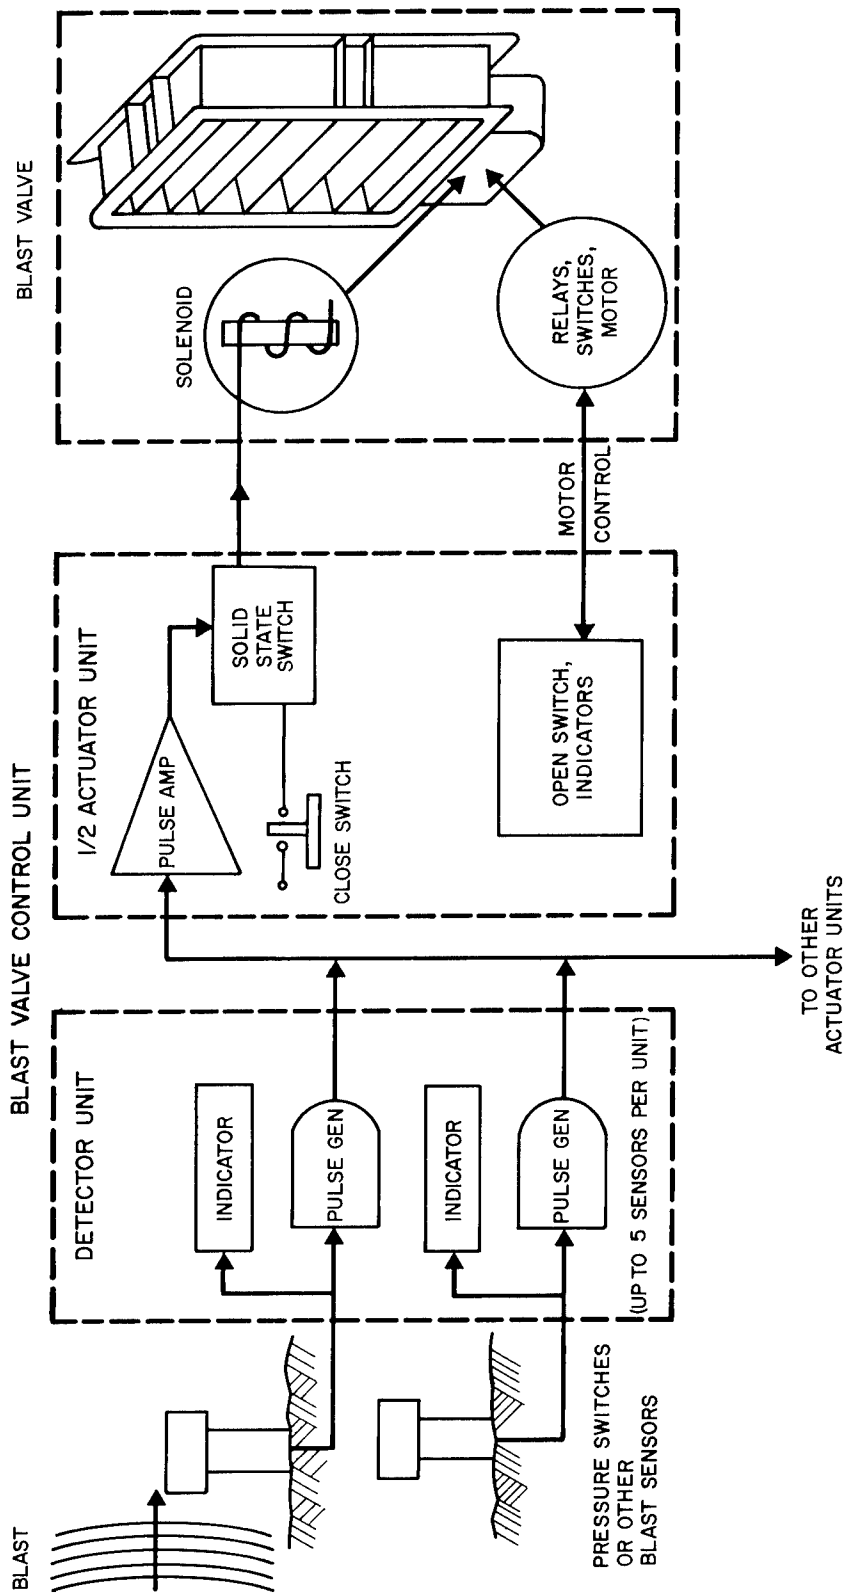 BLAST VALVE CONTROL UNIT
BLAST
PRESSURE SWITCHES
OR OTHER
BLAST SENSORS
DETECTOR UNIT
INDICATOR
PULSE GEN
INDICATOR
PULSE GEN
(UP TO 5 SENSORS PER UNIT)
TO OTHER
ACTUATOR UNITS
1/2 ACTUATOR UNIT
PULSE AMP
SOLID
STATE
SWITCH
CLOSE SWITCH
OPEN SWITCH,
INDICATORS
MOTOR
CONTROL
BLAST VALVE
SOLENOID
RELAYS,
SWITCHES,
MOTOR